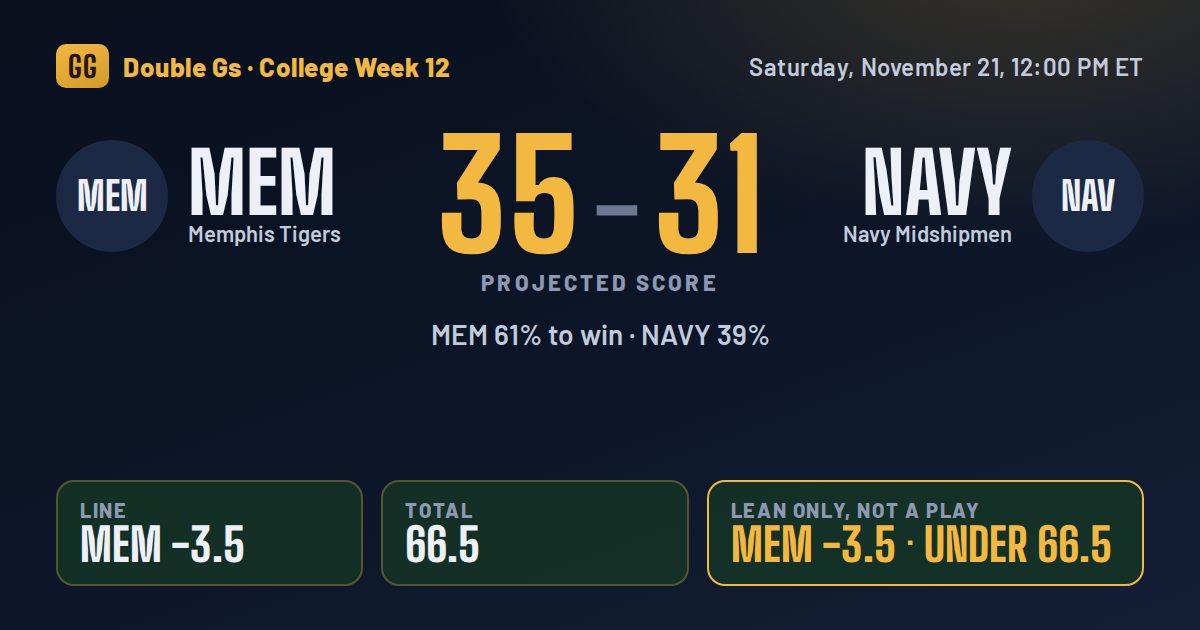 GG Double Gs · College Week 12
Saturday, November 21, 12:00 PM ET
MEM
MEM
Memphis Tigers
35 – 31
PROJECTED SCORE
MEM 61% to win · NAVY 39%
NAVY
Navy Midshipmen
NAV
LINE
MEM −3.5
TOTAL
66.5
LEAN ONLY, NOT A PLAY
MEM −3.5 · UNDER 66.5